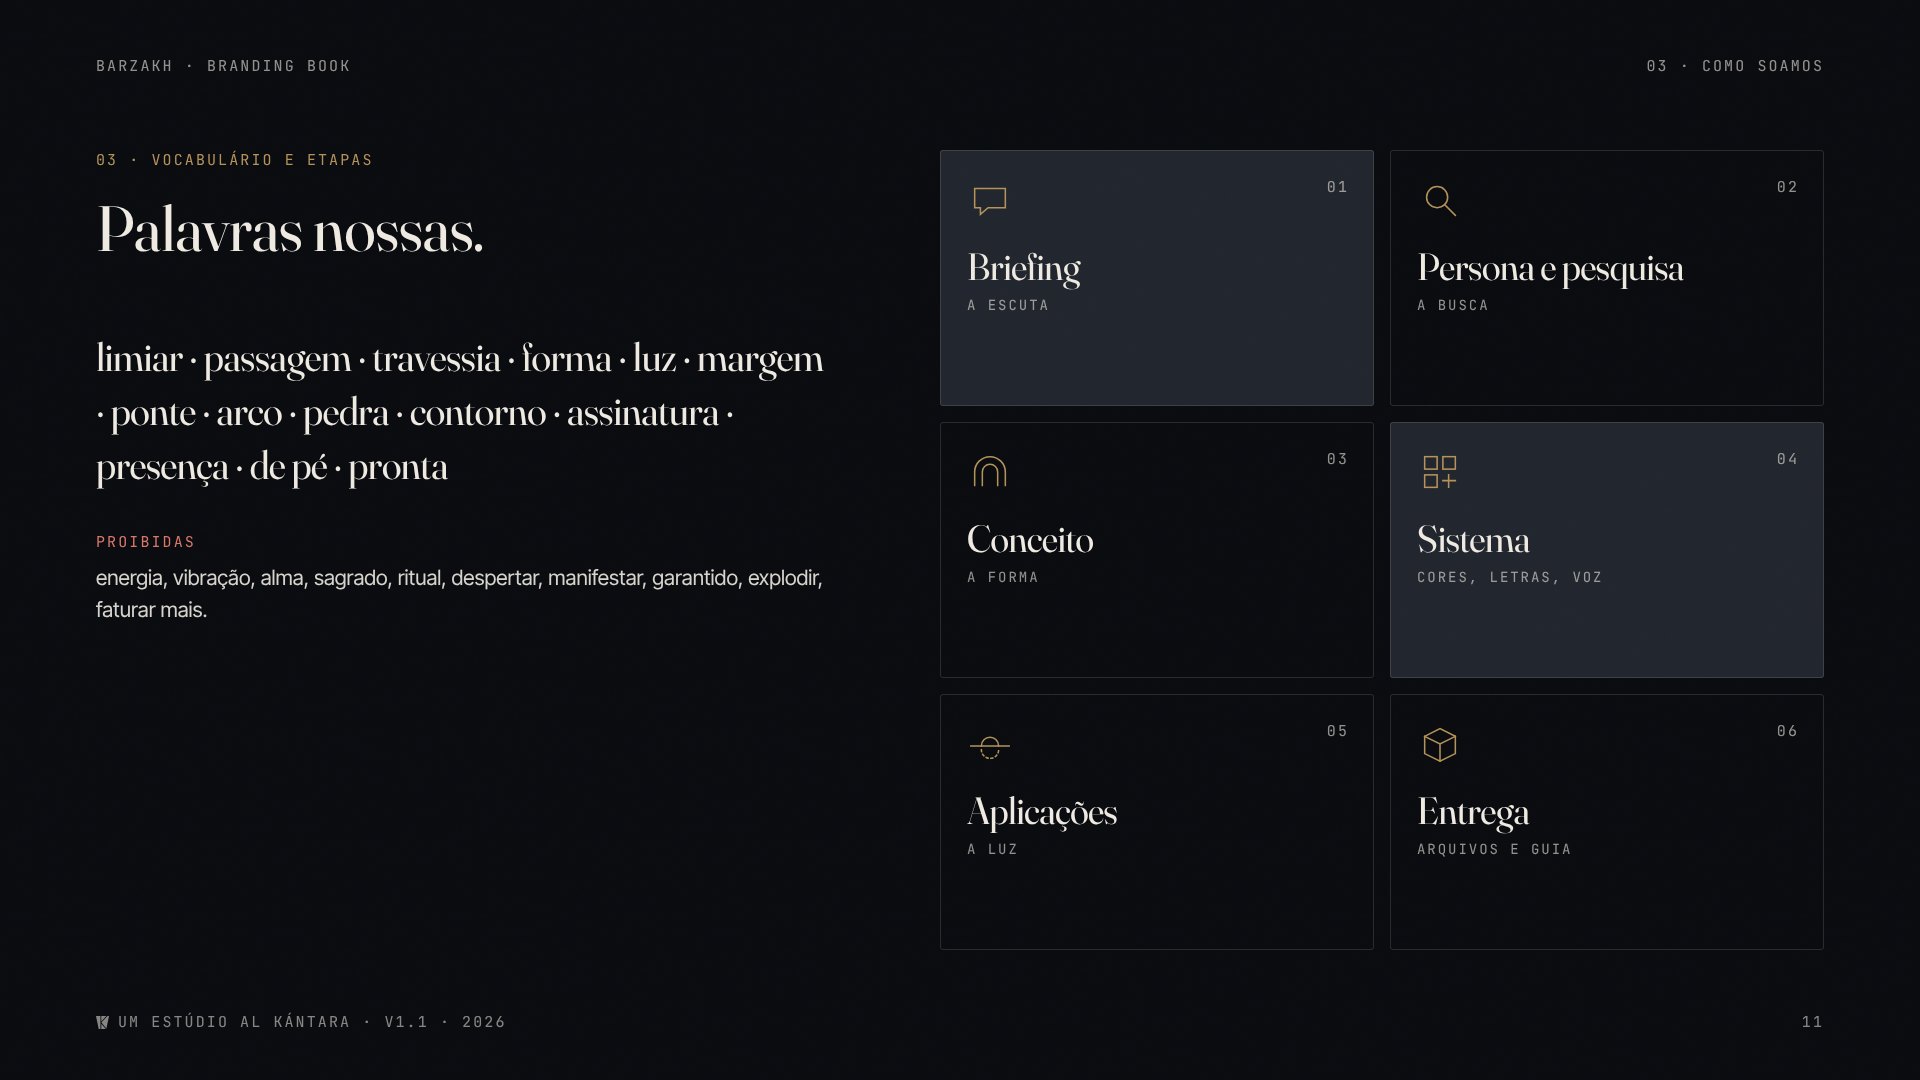 BARZAKH · BRANDING BOOK
03 · COMO SOAMOS
03 · VOCABULÁRIO E ETAPAS
Palavras nossas.
limiar · passagem · travessia · forma · luz · margem
· ponte · arco · pedra · contorno · assinatura ·
presença · de pé · pronta
PROIBIDAS
energia, vibração, alma, sagrado, ritual, despertar, manifestar, garantido, explodir,
faturar mais.
01
Briefing
A ESCUTA
02
Persona e pesquisa
A BUSCA
03
Conceito
A FORMA
04
Sistema
CORES, LETRAS, VOZ
05
Aplicações
A LUZ
06
Entrega
ARQUIVOS E GUIA
UM ESTÚDIO AL KÁNTARA · V1.1 · 2026
11